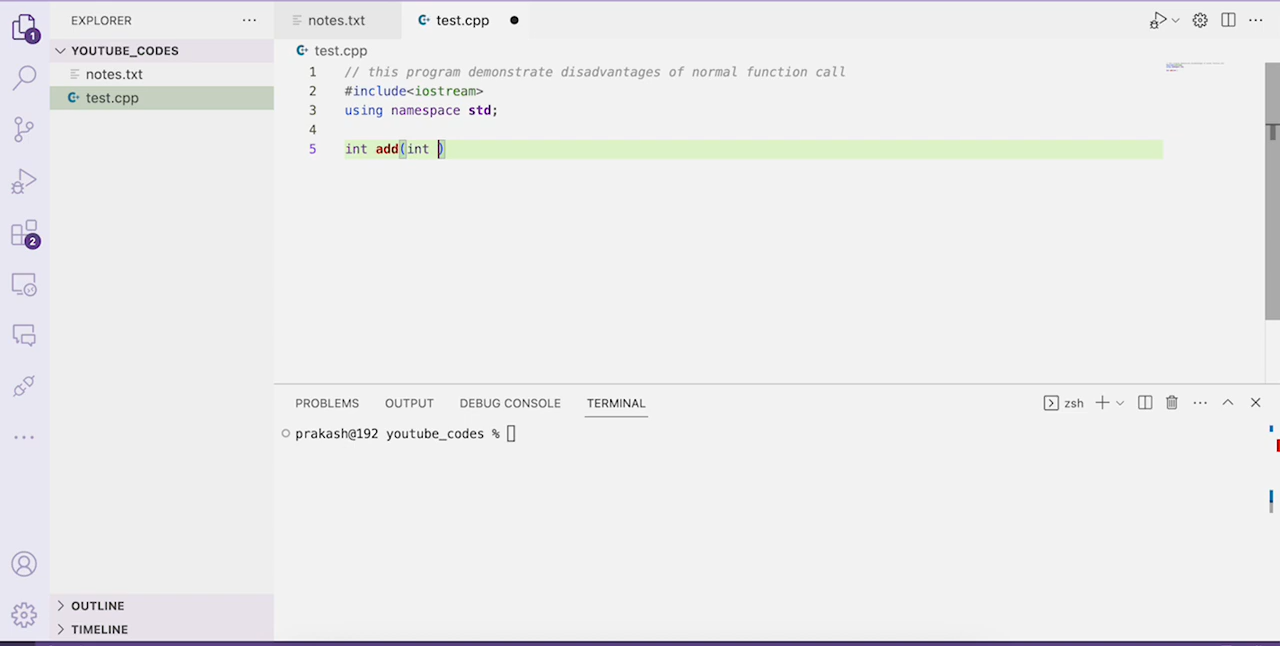 EXPLORER
1
2
YOUTUBE_CODES
notes.txt
test.cpp
OUTLINE
TIMELINE
notes.txt
test.cpp
test.cpp
1 // this program demonstrate disadvantages of normal function call
2 #include<iostream>
3 using namespace std;
4
5 int add(int )
PROBLEMS OUTPUT DEBUG CONSOLE TERMINAL
zsh
prakash@192 youtube_codes %